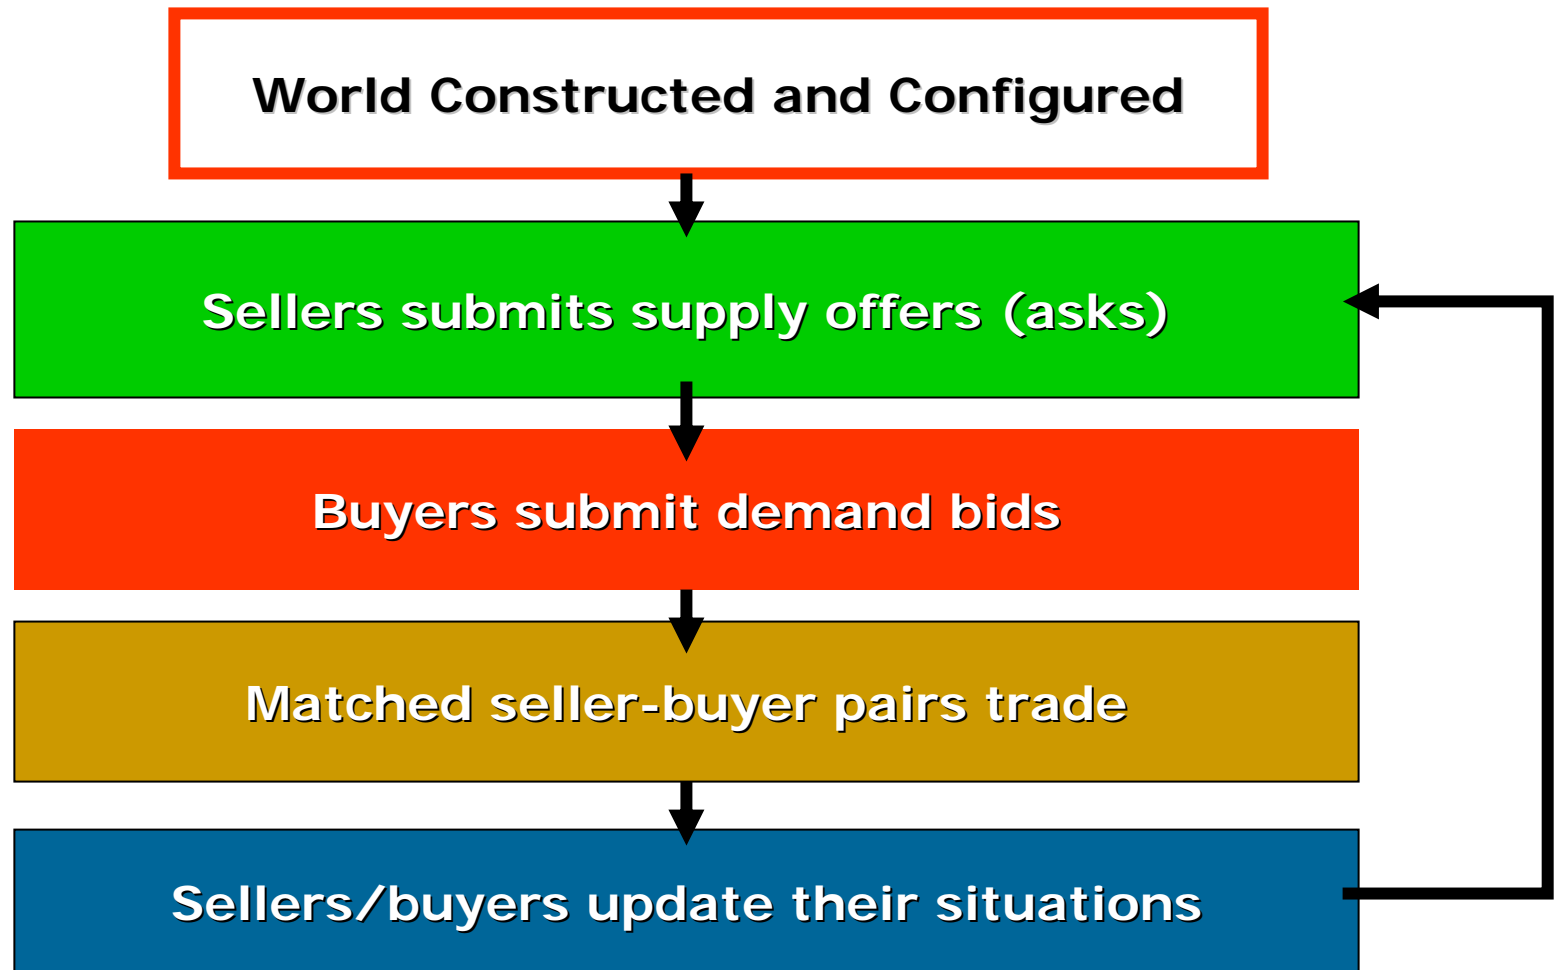 World Constructed and Configured
Sellers submits supply offers (asks)
Buyers submit demand bids
Matched seller-buyer pairs trade
Sellers/buyers update their situations